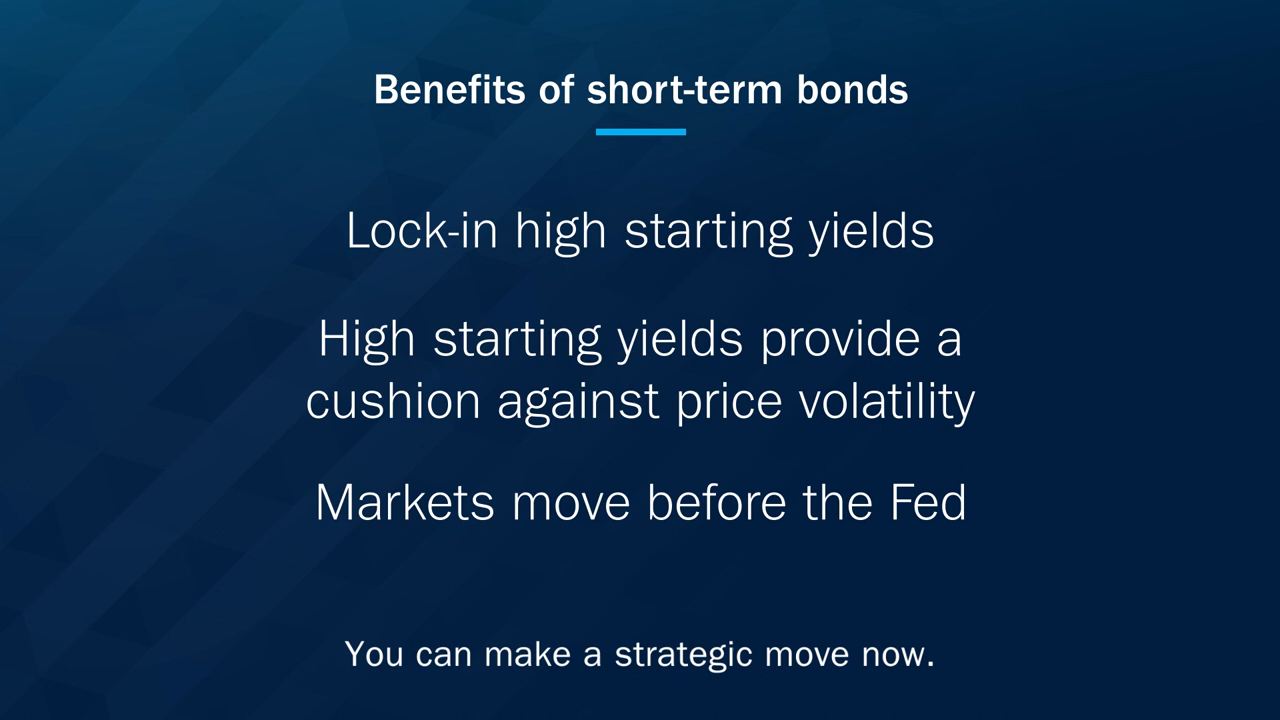 Benefits of short-term bonds
Lock-in high starting yields
High starting yields provide a
cushion against price volatility
Markets move before the Fed
You can make a strategic move now.